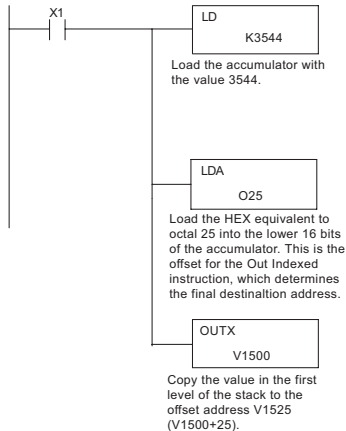 X1
LD
K3544
Load the accumulator with
the value 3544.
LDA
O25
Load the HEX equivalent to
octal 25 into the lower 16 bits
of the accumulator. This is the
offset for the Out Indexed
instruction, which determines
the final destinaltion address.
OUTX
V1500
Copy the value in the first
level of the stack to the
offset address V1525
(V1500+25).